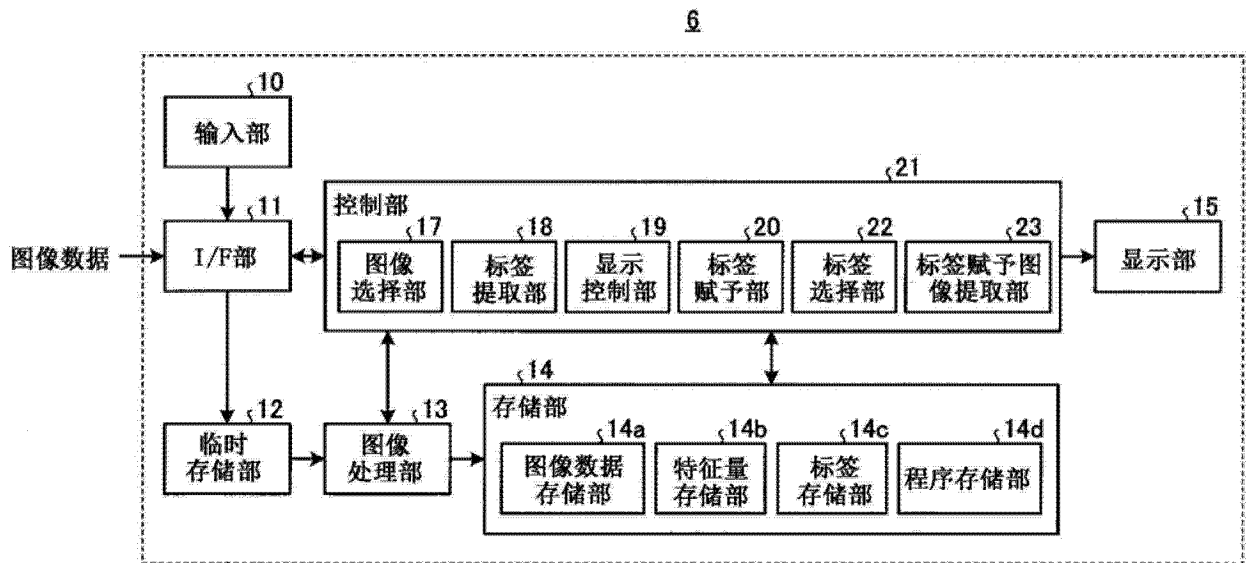 6
10
输入部
11
I/F部
图像数据
21
控制部
17
图像
选择部
18
标签
提取部
19
显示
控制部
20
标签
赋予部
22
标签
选择部
23
标签赋予图
像提取部
15
显示部
12
临时
存储部
13
图像
处理部
14
存储部
14a
图像数据
存储部
14b
特征量
存储部
14c
标签
存储部
14d
程序存储部